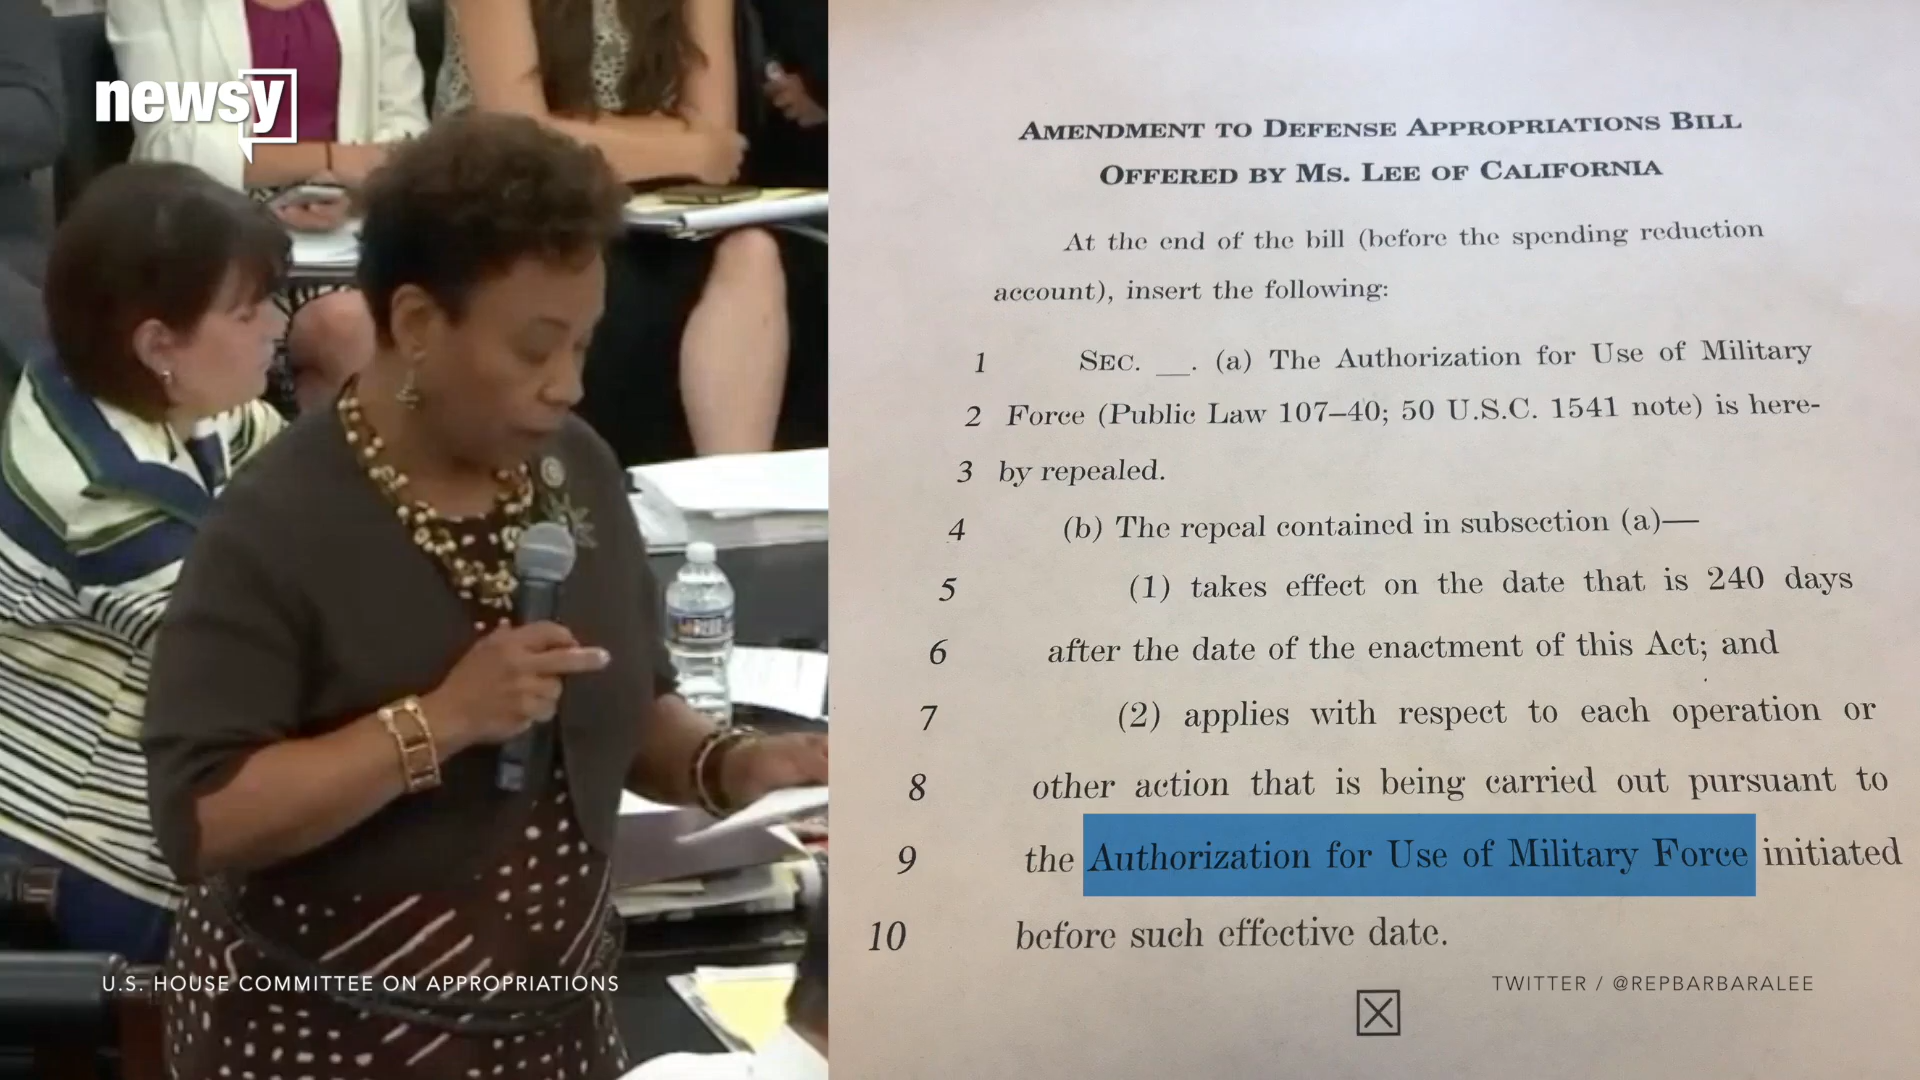 newsy
AMENDMENT TO DEFENSE APPROPRIATIONS BILL
OFFERED BY MS. LEE OF CALIFORNIA
At the end of the bill (before the spending reduction
account), insert the following:
1 SEC. __. (a) The Authorization for Use of Military
2 Force (Public Law 107–40; 50 U.S.C. 1541 note) is here-
3 by repealed.
4 (b) The repeal contained in subsection (a)—
5 (1) takes effect on the date that is 240 days
6 after the date of the enactment of this Act; and
7 (2) applies with respect to each operation or
8 other action that is being carried out pursuant to
9 the Authorization for Use of Military Force initiated
10 before such effective date.
U.S. HOUSE COMMITTEE ON APPROPRIATIONS
TWITTER / @REPBARBARALEE